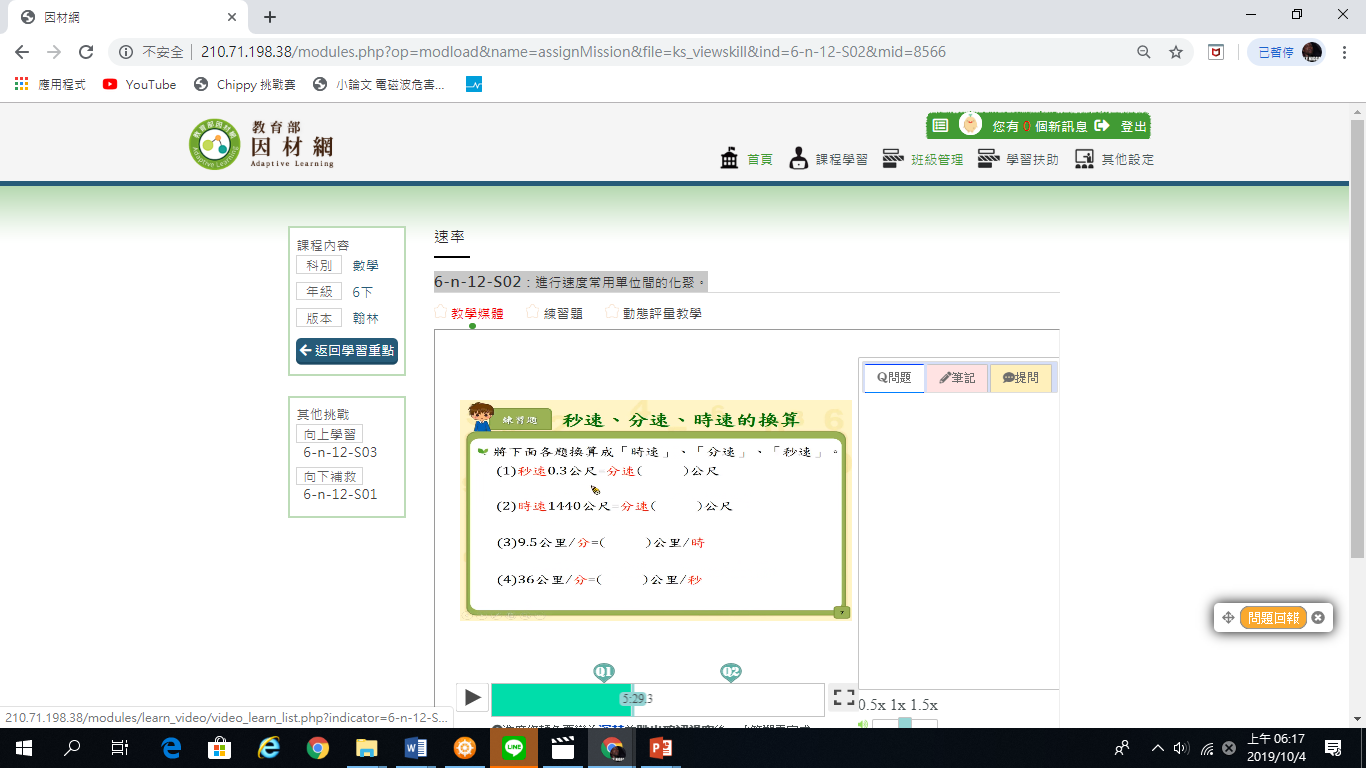 因材網
不安全 | 210.71.198.38/modules.php?op=modload&name=assignMission&file=ks_viewskill&ind=6-n-12-S02&mid=8566
已暫停
應用程式
YouTube
Chippy 挑戰賽
小論文 電磁波危害...
教育部
因材網
Adaptive Learning
您有 0 個新訊息 登出
首頁 課程學習 班級管理 學習扶助 其他設定
課程內容
科別 數學
年級 6下
版本 翰林
返回學習重點
其他挑戰
向上學習
6-n-12-S03
向下補救
6-n-12-S01
速率
6-n-12-S02：進行速度常用單位間的化聚。
教學媒體 練習題 動態評量教學
練習題 秒速、分速、時速的換算
將下面各題換算成「時速」、「分速」、「秒速」。
(1)秒速0.3公尺=分速( )公尺
(2)時速1440公尺=分速( )公尺
(3)9.5公里/分=( )公里/時
(4)36公里/分=( )公里/秒
Q問題 筆記 提問
問題回報
Q1 Q2
5:29.3
0.5x 1x 1.5x
210.71.198.38/modules/learn_video/video_learn_list.php?indicator=6-n-12-S...
上午 06:17
2019/10/4